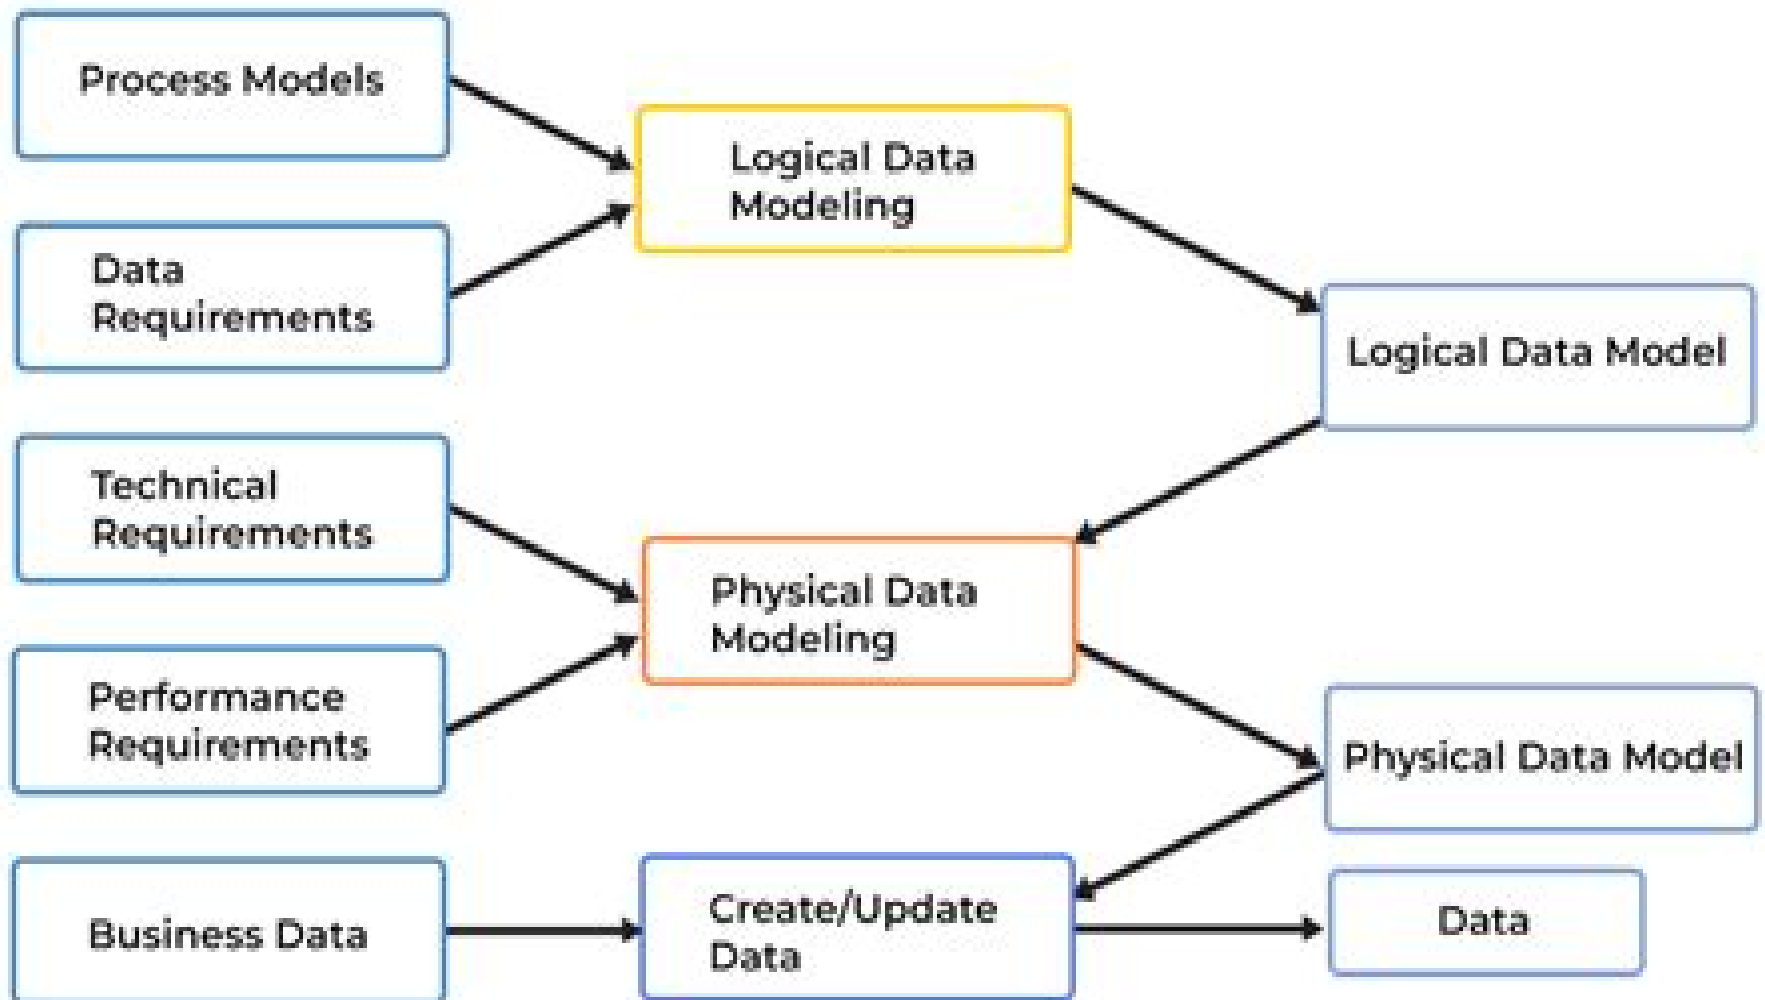 Process Models
Logical Data
Modeling
Data
Requirements
Logical Data Model
Technical
Requirements
Physical Data
Modeling
Performance
Requirements
Physical Data Model
Business Data
Create/Update
Data
Data